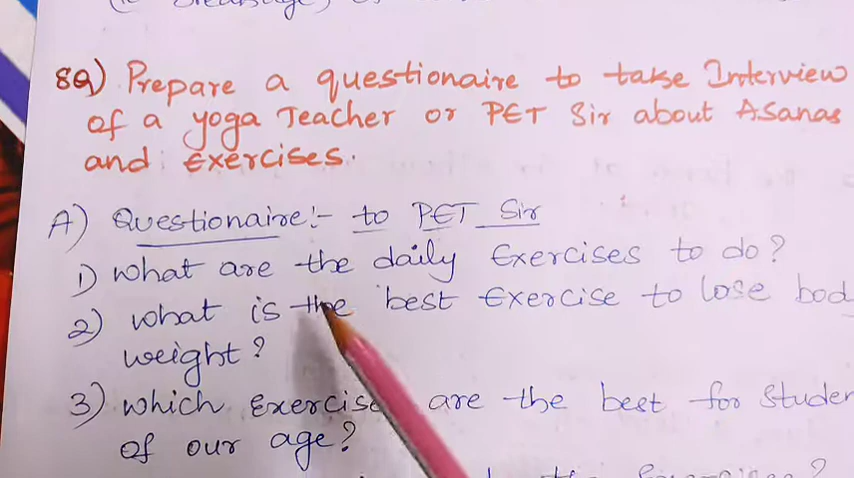 8Q) Prepare a questionaire to take Interview
of a yoga Teacher or PET Sir about Asanas
and Exercises.
A) Questionaire:- to PET Sir
1) What are the daily Exercises to do?
2) what is the best Exercise to lose bod
weight?
3) which Exercise are the best for Studen
of our age?